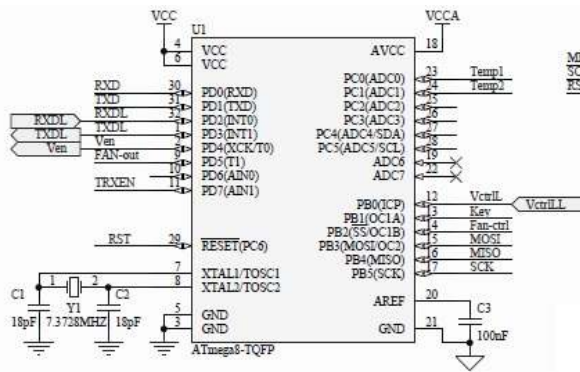 VCC
VCCA
U1
4 VCC AVCC 18
6 VCC
RXD 30 PD0(RXD) PC0(ADC0) 23 Temp1
TXD 31 PD1(TXD) PC1(ADC1) 24 Temp2
RXDL RXDL 32 PD2(INT0) PC2(ADC2) 25
TXDL TXDL 1 PD3(INT1) PC3(ADC3) 26
Ven Ven 2 PD4(XCK/T0) PC4(ADC4/SDA) 27
FAN-out 9 PD5(T1) PC5(ADC5/SCL) 28
10 PD6(AIN0) ADC6 19
TRXEN 11 PD7(AIN1) ADC7 22
PB0(ICP) 12 VctrlL VctrlLL
PB1(OC1A) 3 Key
PB2(SS/OC1B) 4 Fan-ctrl
RST 29 RESET(PC6) PB3(MOSI/OC2) 5 MOSI
PB4(MISO) 6 MISO
7 XTAL1/TOSC1 PB5(SCK) 7 SCK
8 XTAL2/TOSC2
C1 1 2 C2
Y1
18pF 7.3728MHZ 18pF
AREF 20
5 GND C3
3 GND GND 21 100nF
ATmega8-TQFP